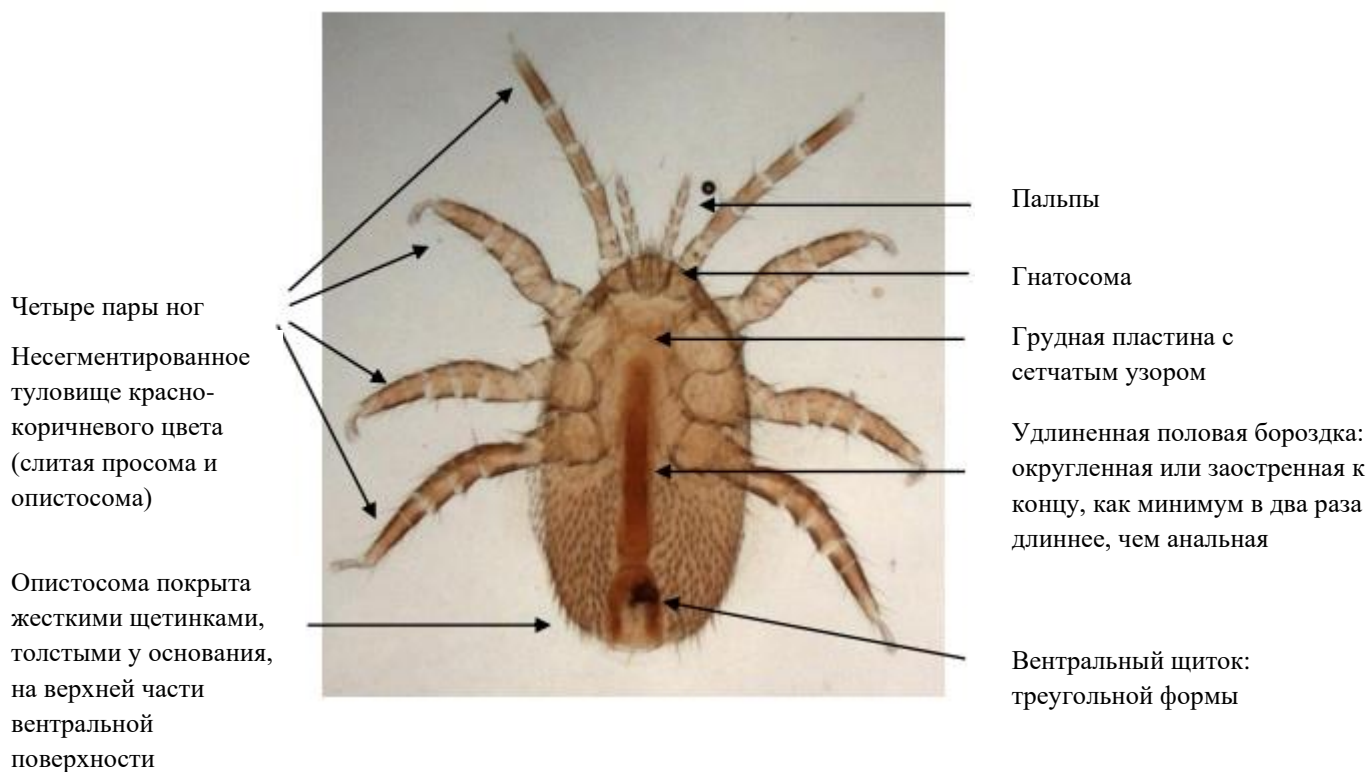 Четыре пары ног
Несегментированное
туловище красно-
коричневого цвета
(слитая просома и
опистосома)
Опистосома покрыта
жесткими щетинками,
толстыми у основания,
на верхней части
вентральной
поверхности
Пальпы
Гнатосома
Грудная пластина с
сетчатым узором
Удлиненная половая бороздка:
округленная или заостренная к
концу, как минимум в два раза
длиннее, чем анальная
Вентральный щиток:
треугольной формы